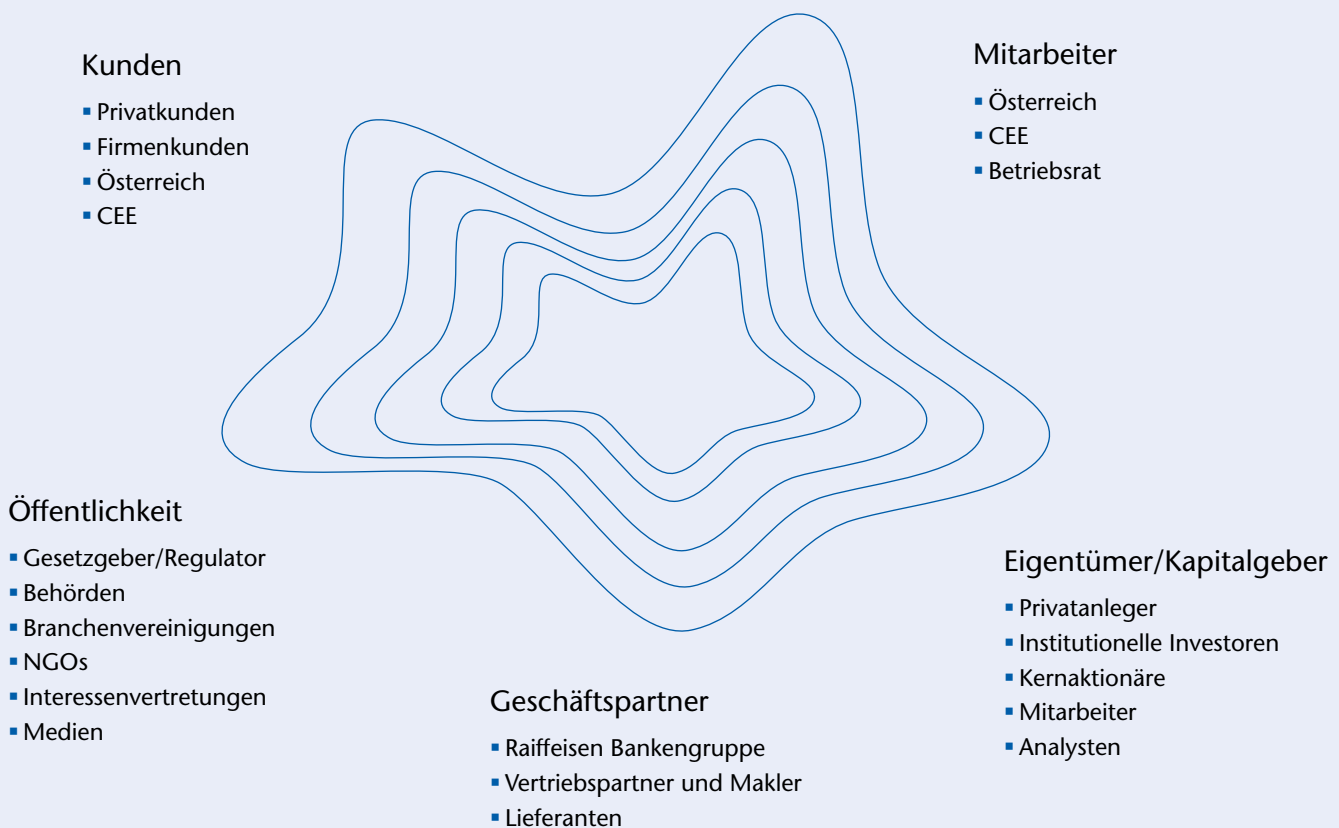 Kunden
▪ Privatkunden
▪ Firmenkunden
▪ Österreich
▪ CEE
Mitarbeiter
▪ Österreich
▪ CEE
▪ Betriebsrat
Öffentlichkeit
▪ Gesetzgeber/Regulator
▪ Behörden
▪ Branchenvereinigungen
▪ NGOs
▪ Interessenvertretungen
▪ Medien
Geschäftspartner
▪ Raiffeisen Bankengruppe
▪ Vertriebspartner und Makler
▪ Lieferanten
Eigentümer/Kapitalgeber
▪ Privatanleger
▪ Institutionelle Investoren
▪ Kernaktionäre
▪ Mitarbeiter
▪ Analysten